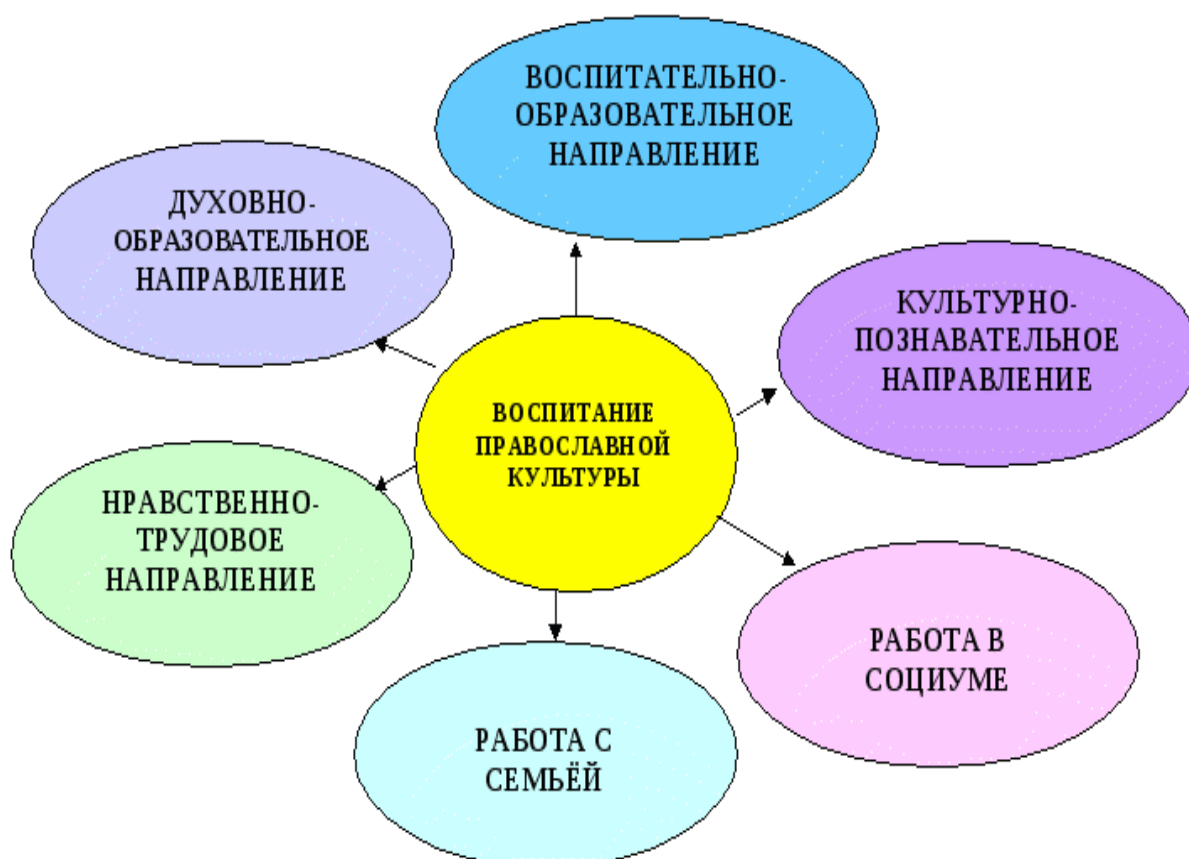 ВОСПИТАТЕЛЬНО-
ОБРАЗОВАТЕЛЬНОЕ
НАПРАВЛЕНИЕ
ДУХОВНО-
ОБРАЗОВАТЕЛЬНОЕ
НАПРАВЛЕНИЕ
КУЛЬТУРНО-
ПОЗНАВАТЕЛЬНОЕ
НАПРАВЛЕНИЕ
ВОСПИТАНИЕ
ПРАВОСЛАВНОЙ
КУЛЬТУРЫ
НРАВСТВЕННО-
ТРУДОВОЕ
НАПРАВЛЕНИЕ
РАБОТА В
СОЦИУМЕ
РАБОТА С
СЕМЬЁЙ